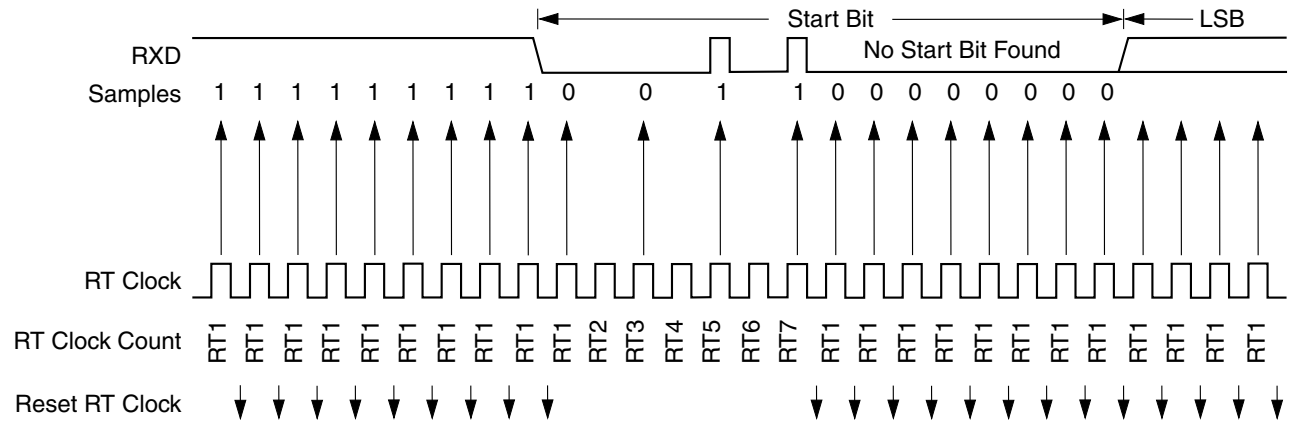 Start Bit LSB
RXD No Start Bit Found
Samples 1 1 1 1 1 1 1 1 1 0 0 1 1 0 0 0 0 0 0 0 0
RT Clock
RT Clock Count RT1 RT1 RT1 RT1 RT1 RT1 RT1 RT1 RT1 RT1 RT2 RT3 RT4 RT5 RT6 RT7 RT1 RT1 RT1 RT1 RT1 RT1 RT1 RT1 RT1 RT1 RT1 RT1
Reset RT Clock